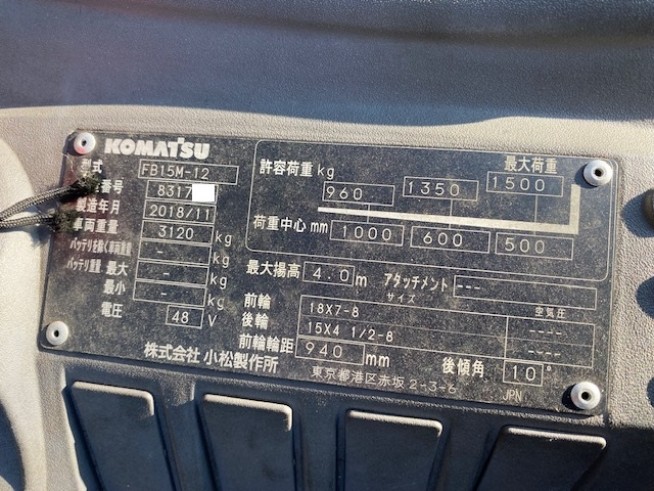 KOMATSU
型式 FB15M-12
番号 8317
製造年月 2018/11
車両重量 3120 kg
バッテリを除く車両重量 - kg
バッテリ重量 最大 - kg
最小 - kg
電圧 48 V
株式会社 小松製作所
許容荷重 kg 最大荷重
960 1350 1500
荷重中心 mm 1000 600 500
最大揚高 4.0 m アタッチメント ---
サイズ 空気圧
前輪 18X7-8 ----
後輪 15X4 1/2-8 ----
前輪輪距 940 mm 後傾角 10°
東京都港区赤坂 2-3-6 JPN